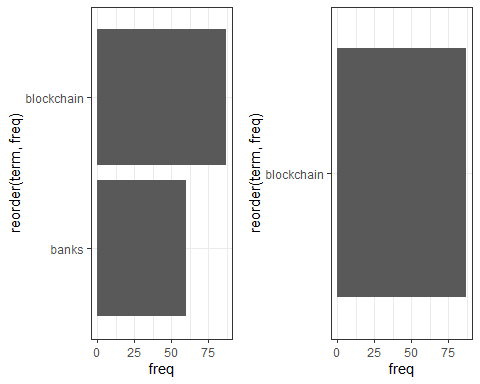 reorder(term, freq)
blockchain
banks
0 25 50 75
freq
reorder(term, freq)
blockchain
0 25 50 75
freq